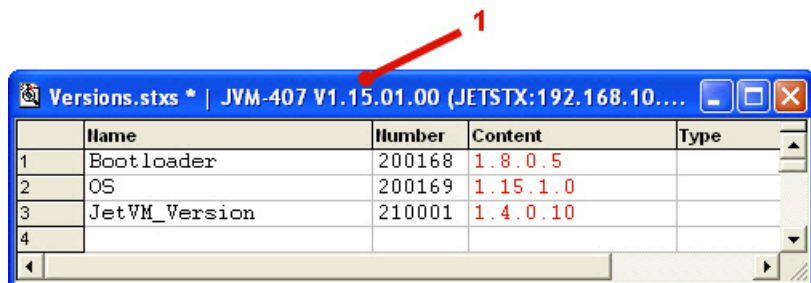 1
Versions.stxs * | JVM-407 V1.15.01.00 (JETSTX:192.168.10....
Name Number Content Type
1 Bootloader 200168 1.8.0.5
2 OS 200169 1.15.1.0
3 JetVM_Version 210001 1.4.0.10
4